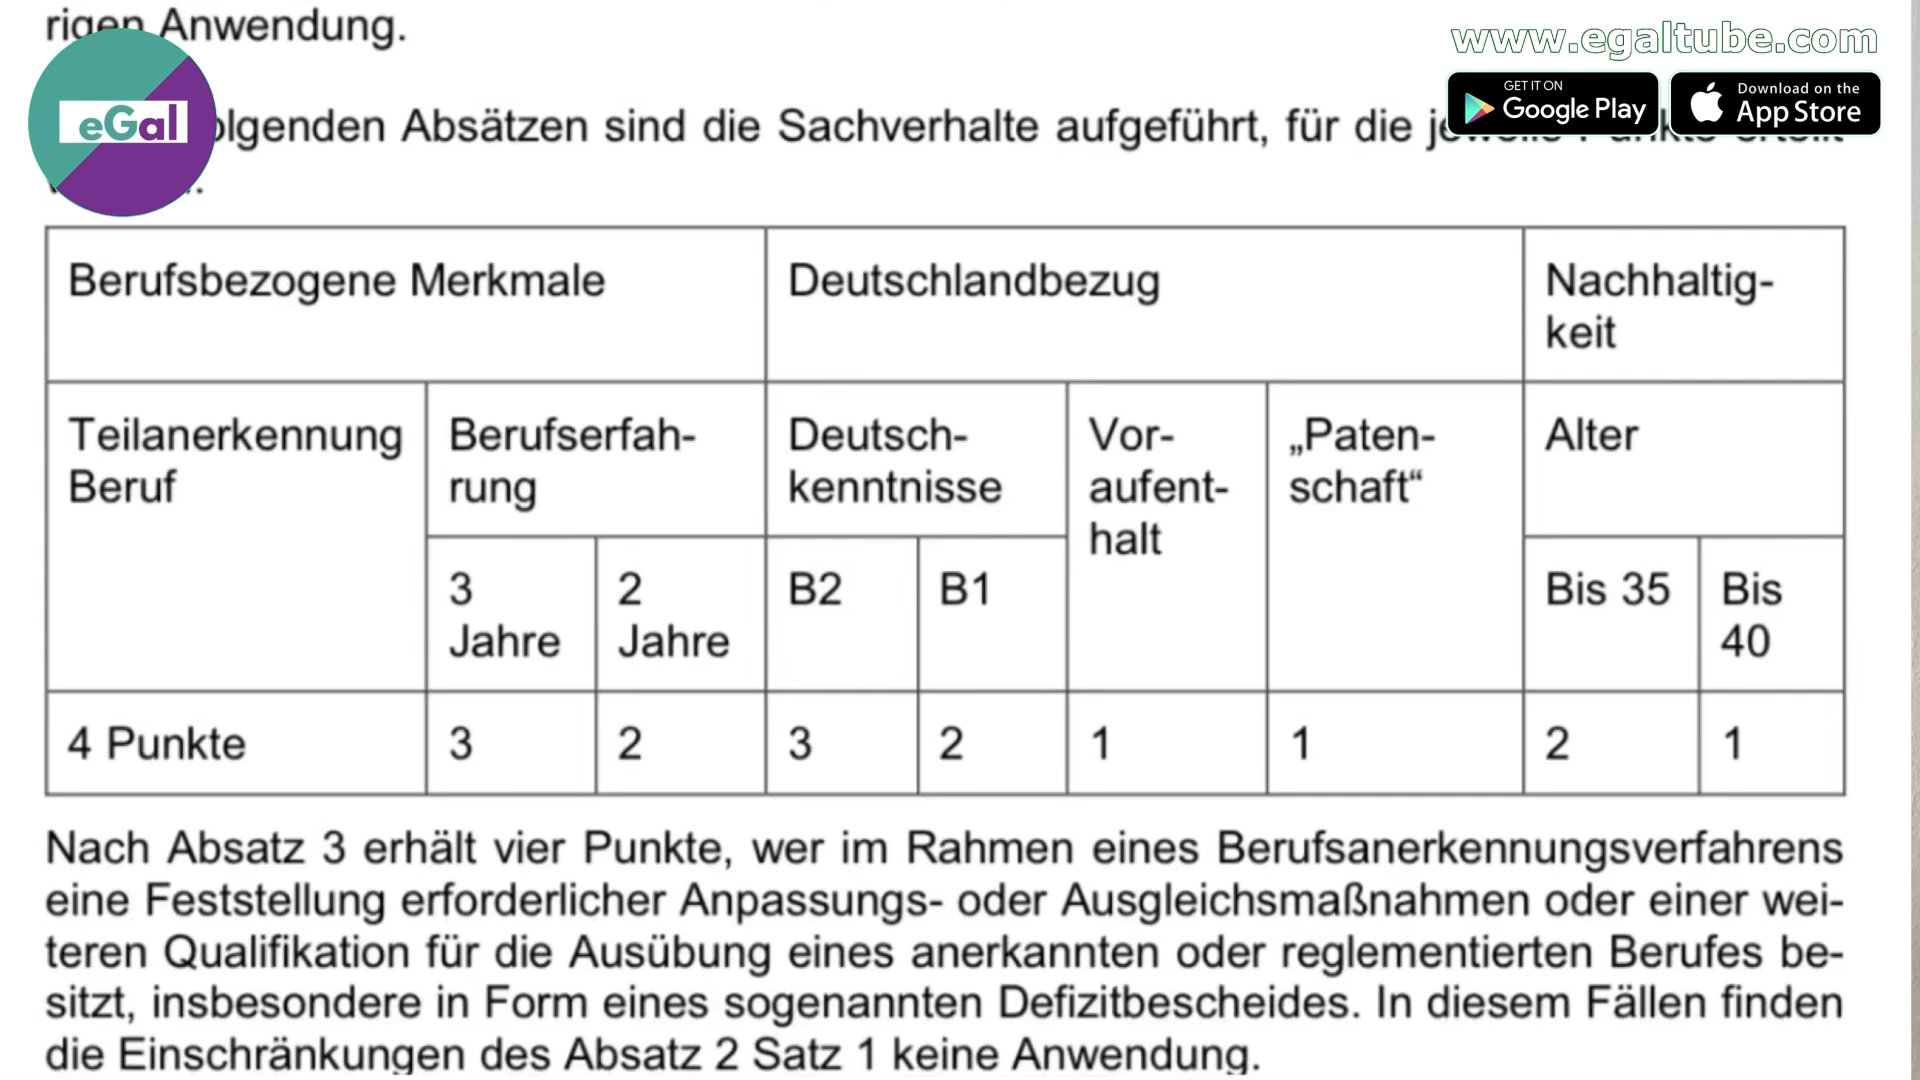 rigen Anwendung.
www.egaltube.com
GET IT ON
Google Play
Download on the
App Store
eGal
olgenden Absätzen sind die Sachverhalte aufgeführt, für die
Berufsbezogene Merkmale
Deutschlandbezug
Nachhaltig-
keit
Teilanerkennung
Beruf
Berufserfah-
rung
Deutsch-
kenntnisse
Vor-
aufent-
halt
„Paten-
schaft“
Alter
3
Jahre
2
Jahre
B2
B1
Bis 35
Bis
40
4 Punkte
3
2
3
2
1
1
2
1
Nach Absatz 3 erhält vier Punkte, wer im Rahmen eines Berufsanerkennungsverfahrens
eine Feststellung erforderlicher Anpassungs- oder Ausgleichsmaßnahmen oder einer wei-
teren Qualifikation für die Ausübung eines anerkannten oder reglementierten Berufes be-
sitzt, insbesondere in Form eines sogenannten Defizitbescheides. In diesem Fällen finden
die Einschränkungen des Absatz 2 Satz 1 keine Anwendung.